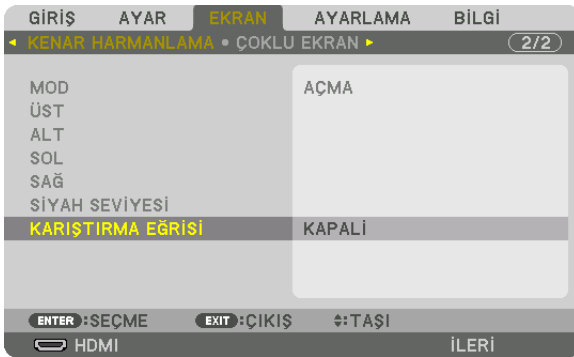 GİRİŞ AYAR EKRAN AYARLAMA BİLGİ
KENAR HARMANLAMA • ÇOKLU EKRAN 2/2
MOD AÇMA
ÜST
ALT
SOL
SAĞ
SİYAH SEVİYESİ
KARIŞTIRMA EĞRİSİ KAPALİ
ENTER :SEÇME EXIT :ÇIKIŞ :TAŞI
HDMI İLERİ